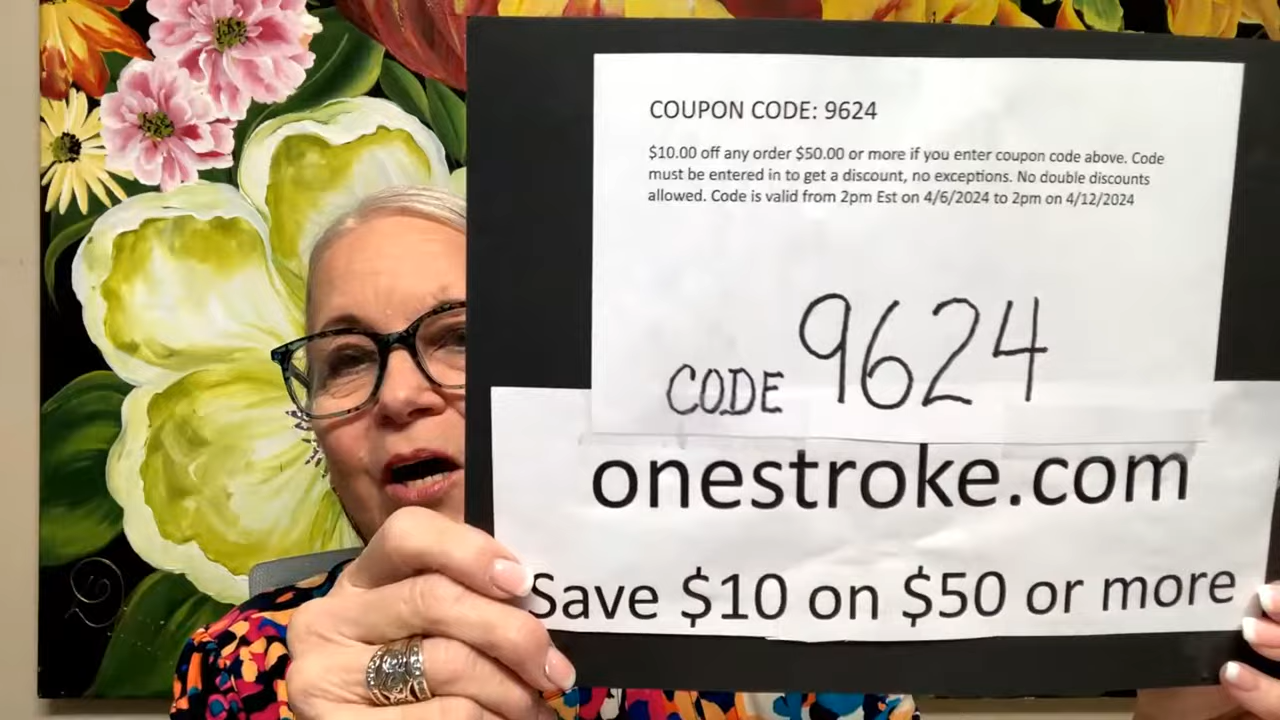 COUPON CODE: 9624
$10.00 off any order $50.00 or more if you enter coupon code above. Code
must be entered in to get a discount, no exceptions. No double discounts
allowed. Code is valid from 2pm Est on 4/6/2024 to 2pm on 4/12/2024
CODE 9624
onestroke.com
Save $10 on $50 or more